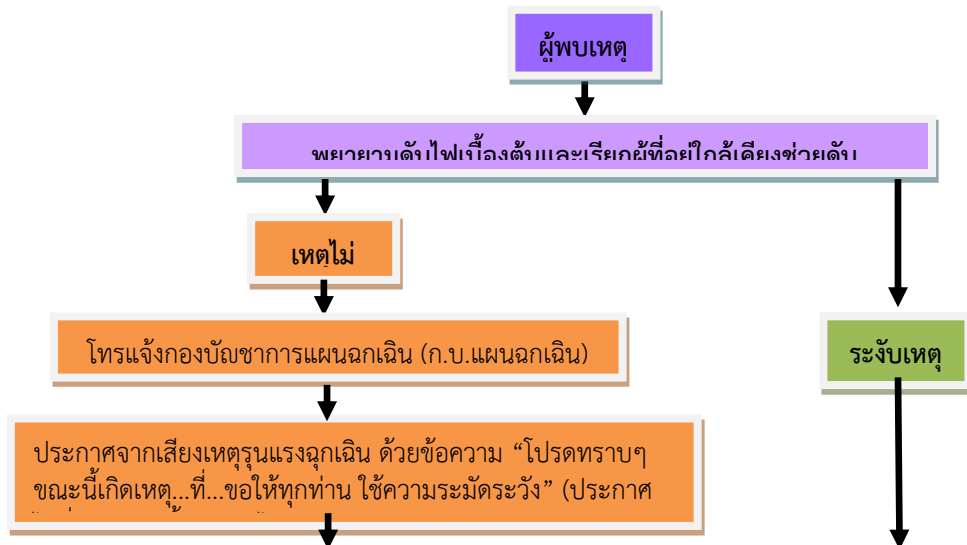 ผู้พบเหตุ
พยายามดับไฟเบื้องต้นและเรียกผู้ที่อยู่ใกล้เคียงช่วยดับ
เหตุไม่
โทรแจ้งกองบัญชาการแผนฉกเฉิน (ก.บ.แผนฉกเฉิน)
ระงับเหตุ
ประกาศจากเสียงเหตุรุนแรงฉุกเฉิน ด้วยข้อความ “โปรดทราบๆ
ขณะนี้เกิดเหตุ...ที่...ขอให้ทุกท่าน ใช้ความระมัดระวัง” (ประกาศ